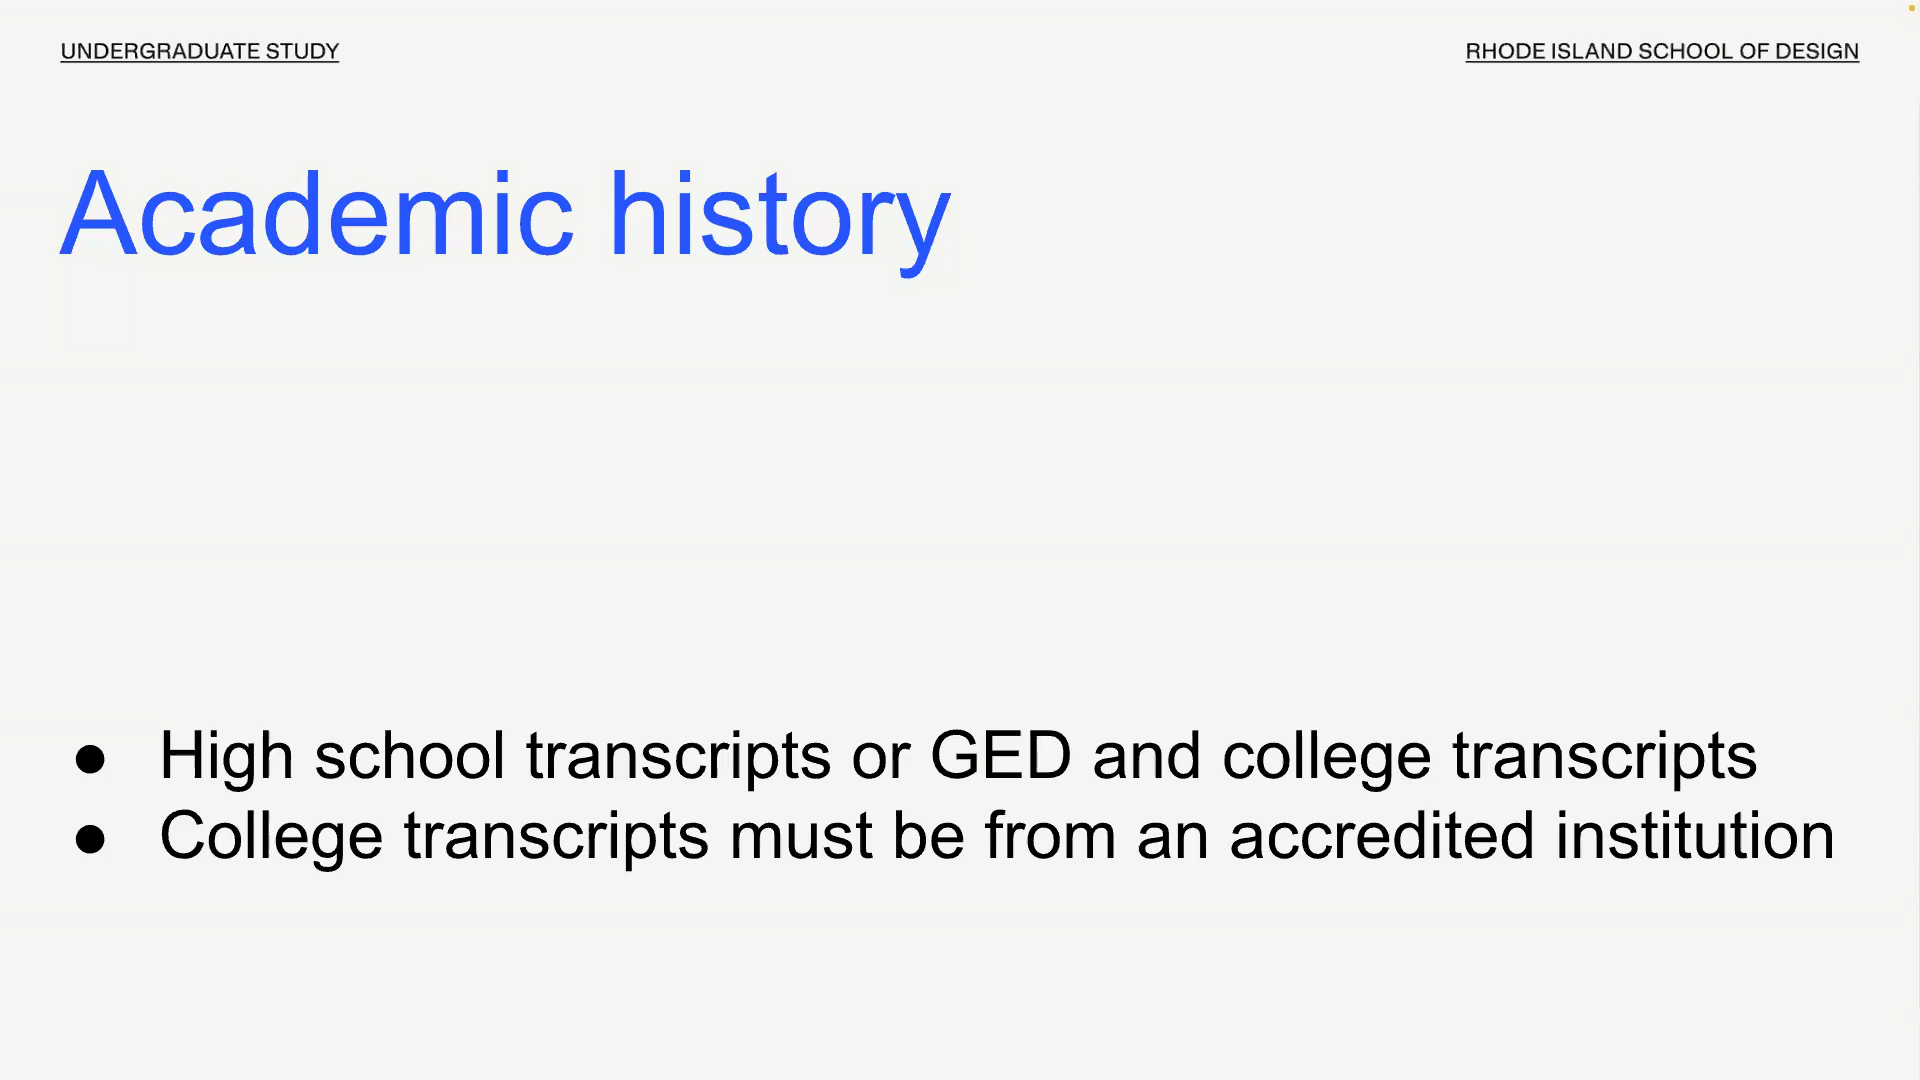 UNDERGRADUATE STUDY
RHODE ISLAND SCHOOL OF DESIGN
Academic history
● High school transcripts or GED and college transcripts
● College transcripts must be from an accredited institution